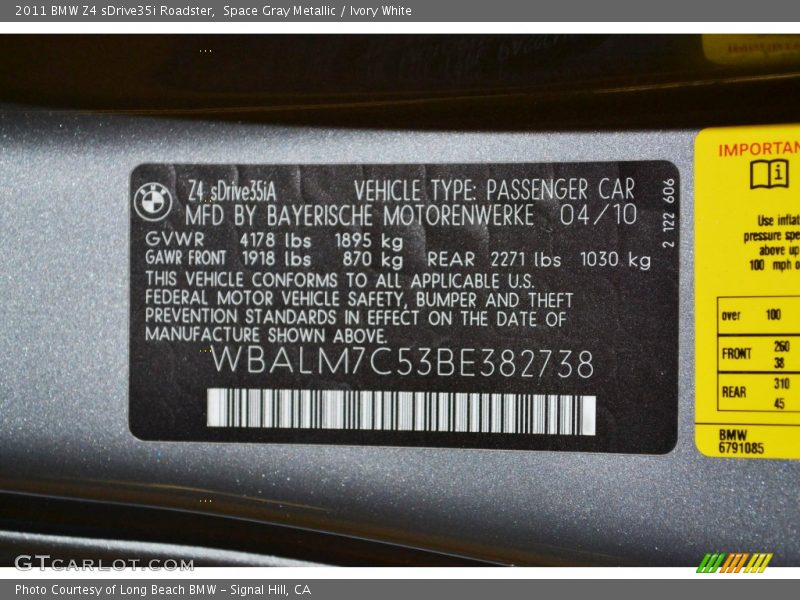 2011 BMW Z4 sDrive35i Roadster,  Space Gray Metallic / Ivory White
Z4 sDrive35iA VEHICLE TYPE: PASSENGER CAR
MFD BY BAYERISCHE MOTORENWERKE 04/10
GVWR 4178 lbs 1895 kg
GAWR FRONT 1918 lbs 870 kg REAR 2271 lbs 1030 kg
THIS VEHICLE CONFORMS TO ALL APPLICABLE U.S.
FEDERAL MOTOR VEHICLE SAFETY, BUMPER AND THEFT
PREVENTION STANDARDS IN EFFECT ON THE DATE OF
MANUFACTURE SHOWN ABOVE.
WBALM7C53BE382738
2 122 606
IMPORTAN
Use inflat
pressure spe
above up
100 mph o
over 100
FRONT 260
38
REAR 310
45
BMW
6791085
GTCARLOT.COM
Photo Courtesy of Long Beach BMW - Signal Hill, CA